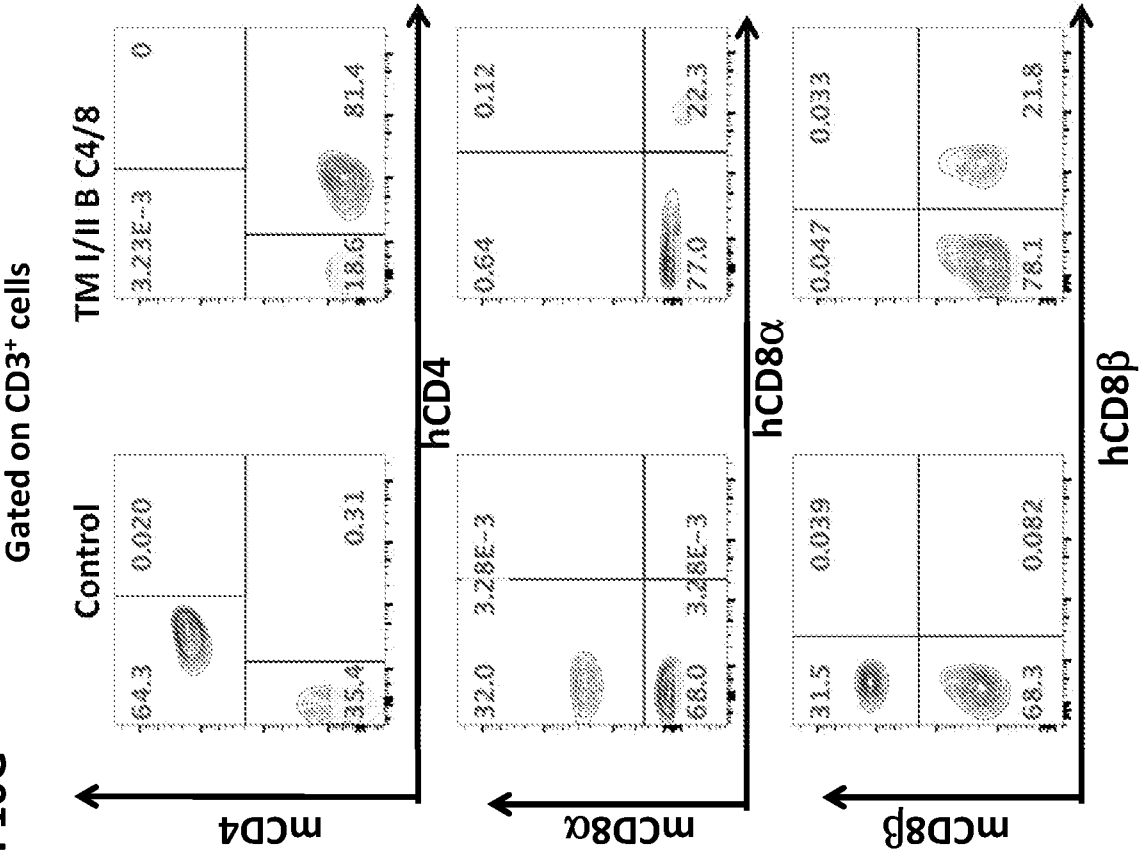 Gated on CD3⁺ cells
Control TM I/II B C4/8
64.3 0.020 3.23E-3 0
mCD4
35.4 0.31 18.6 81.4
hCD4
32.0 3.28E-3 0.64 0.12
mCD8α
68.0 3.28E-3 77.0 22.3
hCD8α
31.5 0.039 0.047 0.033
mCD8β
68.3 0.082 78.1 21.8
hCD8β